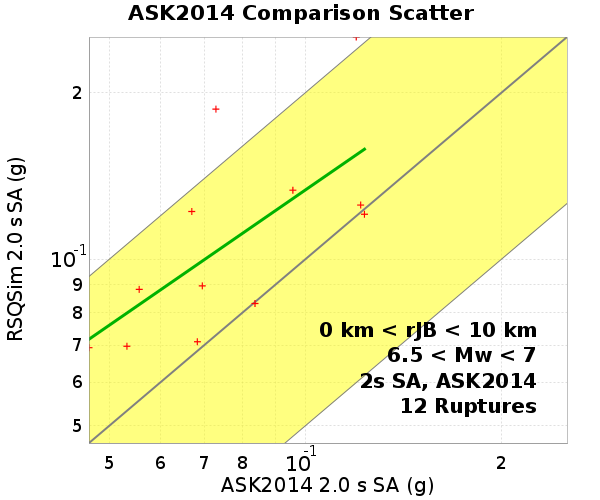 ASK2014 Comparison Scatter
RSQSim 2.0 s SA (g)
2
10-1
9
8
7
6
5
0 km < rJB < 10 km
6.5 < Mw < 7
2s SA, ASK2014
12 Ruptures
5 6 7 8 10-1 2
ASK2014 2.0 s SA (g)